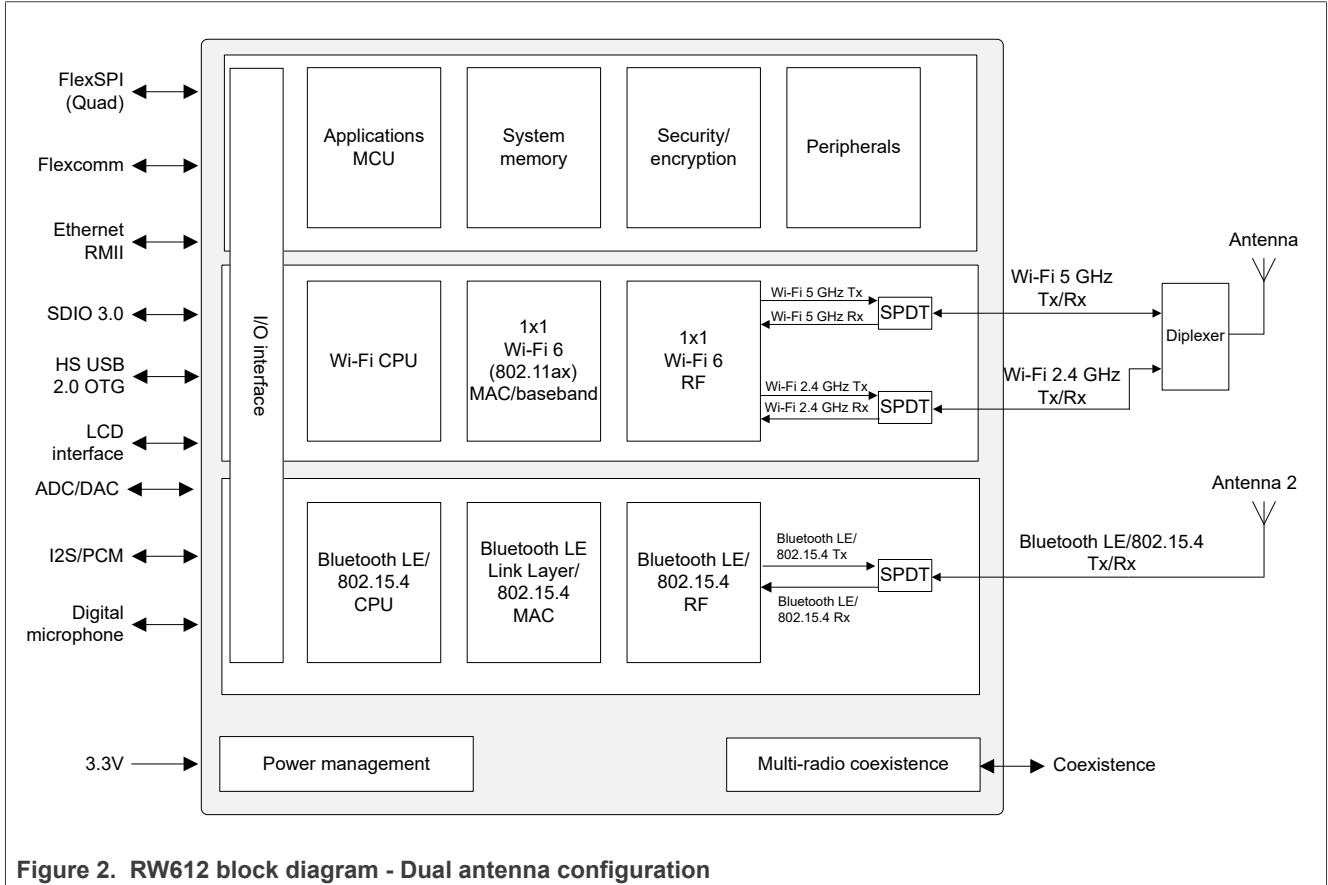 FlexSPI
(Quad)
Flexcomm
Ethernet
RMII
SDIO 3.0
HS USB
2.0 OTG
LCD
interface
ADC/DAC
I2S/PCM
Digital
microphone
3.3V
I/O interface
Applications
MCU
System
memory
Security/
encryption
Peripherals
Wi-Fi CPU
1x1
Wi-Fi 6
(802.11ax)
MAC/baseband
1x1
Wi-Fi 6
RF
Wi-Fi 5 GHz Tx
Wi-Fi 5 GHz Rx
SPDT
Wi-Fi 2.4 GHz Tx
Wi-Fi 2.4 GHz Rx
SPDT
Wi-Fi 5 GHz
Tx/Rx
Wi-Fi 2.4 GHz
Tx/Rx
Diplexer
Antenna
Bluetooth LE/
802.15.4
CPU
Bluetooth LE
Link Layer/
802.15.4
MAC
Bluetooth LE/
802.15.4
RF
Bluetooth LE/
802.15.4 Tx
Bluetooth LE/
802.15.4 Rx
SPDT
Bluetooth LE/802.15.4
Tx/Rx
Antenna 2
Power management
Multi-radio coexistence
Coexistence
Figure 2. RW612 block diagram - Dual antenna configuration